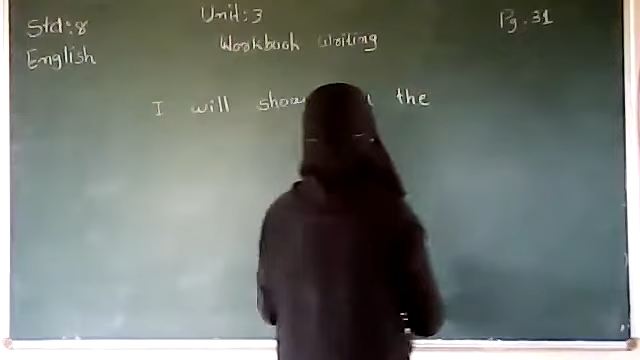 Std: 8 Unit: 3 Pg. 31
English Workbook Writing
I will the